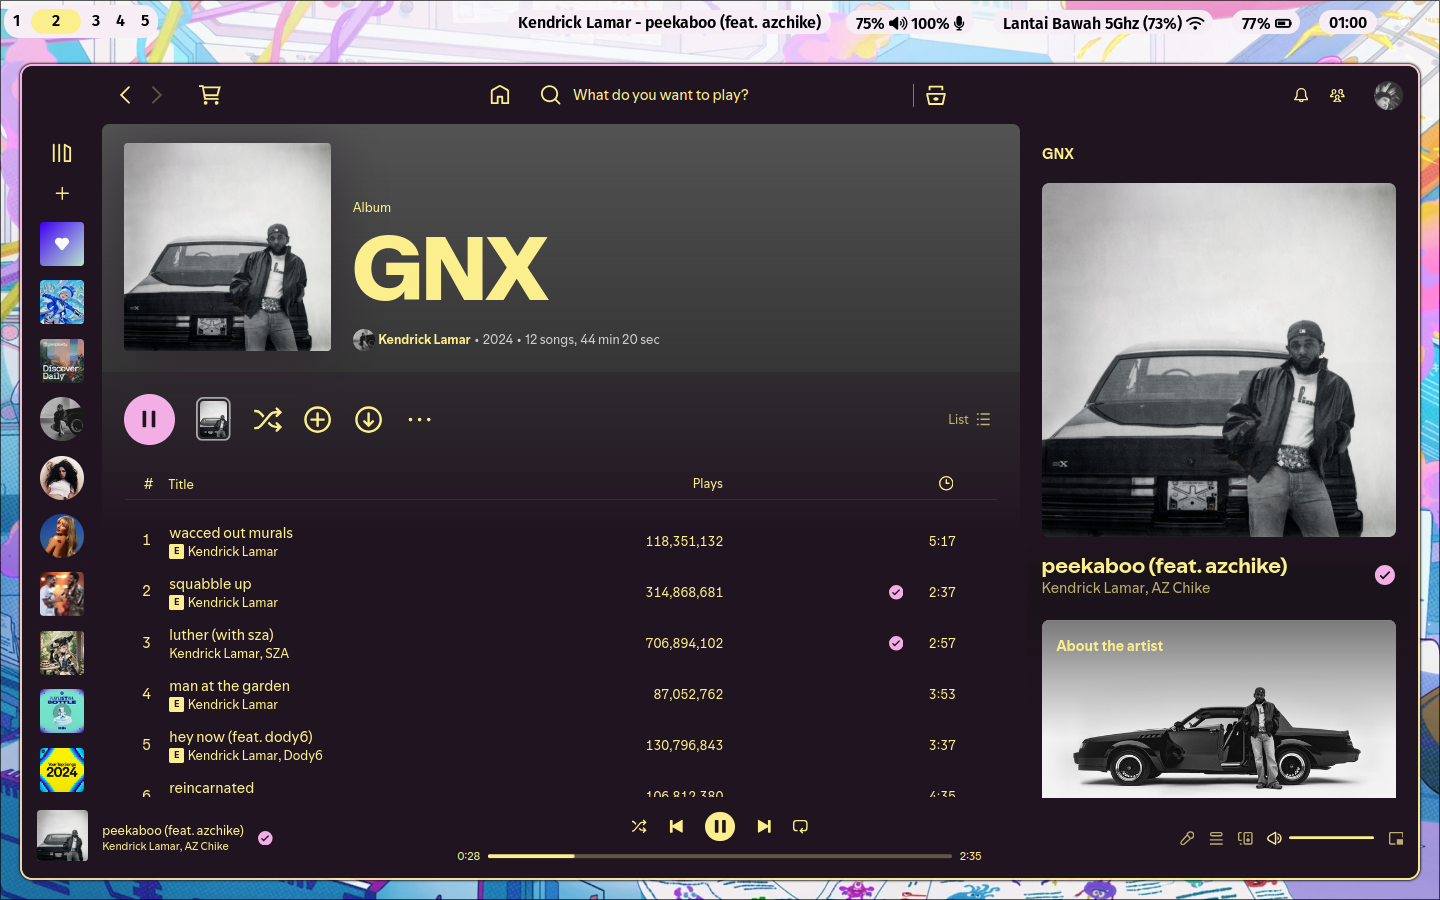 1 2 3 4 5
Kendrick Lamar - peekaboo (feat. azchike)
75% 100%
Lantai Bawah 5Ghz (73%)
77%
01:00
What do you want to play?
Album
GNX
Kendrick Lamar • 2024 • 12 songs, 44 min 20 sec
List
# Title Plays
1 wacced out murals 118,351,132 5:17
E Kendrick Lamar
2 squabble up 314,868,681 2:37
E Kendrick Lamar
3 luther (with sza) 706,894,102 2:57
Kendrick Lamar, SZA
4 man at the garden 87,052,762 3:53
E Kendrick Lamar
5 hey now (feat. dody6) 130,796,843 3:37
E Kendrick Lamar, Dody6
6 reincarnated 106,812,380 4:35
GNX
peekaboo (feat. azchike)
Kendrick Lamar, AZ Chike
About the artist
Discover
Daily
2024
peekaboo (feat. azchike)
Kendrick Lamar, AZ Chike
0:28
2:35